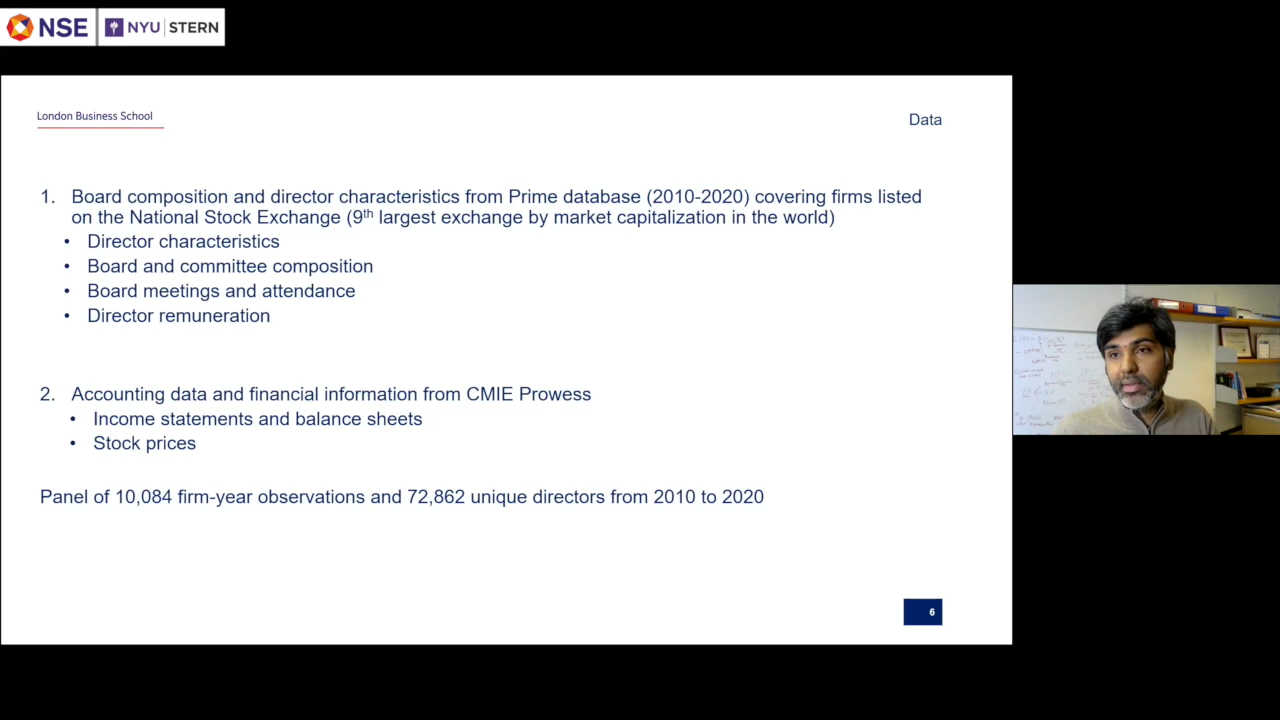 NSE NYU STERN
London Business School
Data
1. Board composition and director characteristics from Prime database (2010-2020) covering firms listed
on the National Stock Exchange (9th largest exchange by market capitalization in the world)
• Director characteristics
• Board and committee composition
• Board meetings and attendance
• Director remuneration
2. Accounting data and financial information from CMIE Prowess
• Income statements and balance sheets
• Stock prices
Panel of 10,084 firm-year observations and 72,862 unique directors from 2010 to 2020
6